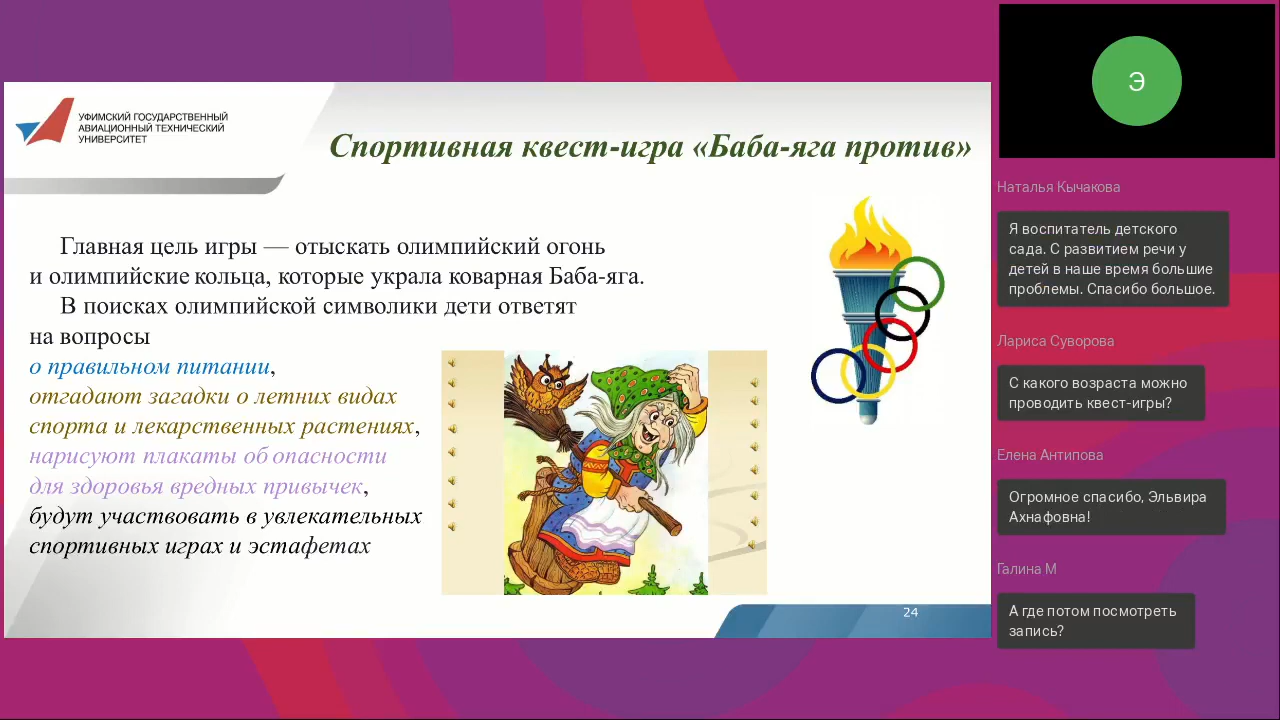 УФИМСКИЙ ГОСУДАРСТВЕННЫЙ
АВИАЦИОННЫЙ ТЕХНИЧЕСКИЙ
УНИВЕРСИТЕТ
Спортивная квест-игра «Баба-яга против»
Главная цель игры — отыскать олимпийский огонь
и олимпийские кольца, которые украла коварная Баба-яга.
В поисках олимпийской символики дети ответят
на вопросы
о правильном питании,
отгадают загадки о летних видах
спорта и лекарственных растениях,
нарисуют плакаты об опасности
для здоровья вредных привычек,
будут участвовать в увлекательных
спортивных играх и эстафетах
24
Э
Наталья Кычакова
Я воспитатель детского
сада. С развитием речи у
детей в наше время большие
проблемы. Спасибо большое.
Лариса Суворова
С какого возраста можно
проводить квест-игры?
Елена Антипова
Огромное спасибо, Эльвира
Ахнафовна!
Галина М
А где потом посмотреть
запись?